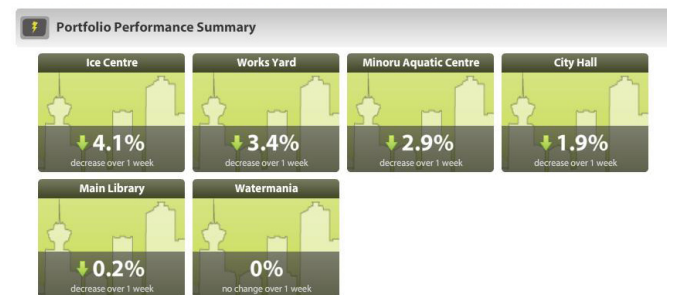 Portfolio Performance Summary
Ice Centre
4.1%
decrease over 1 week
Works Yard
3.4%
decrease over 1 week
Minoru Aquatic Centre
2.9%
decrease over 1 week
City Hall
1.9%
decrease over 1 week
Main Library
0.2%
decrease over 1 week
Watermania
0%
no change over 1 week